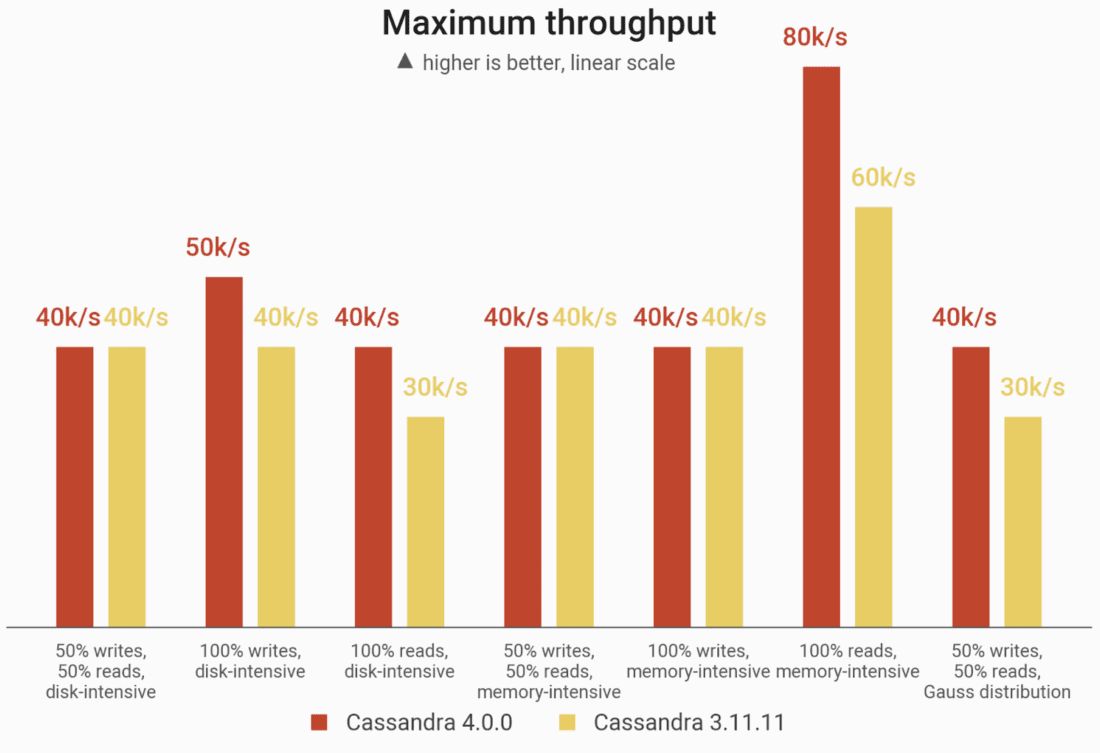 Maximum throughput
▲ higher is better, linear scale
80k/s
60k/s
50k/s
40k/s 40k/s
40k/s
40k/s
30k/s
40k/s 40k/s
40k/s 40k/s
40k/s
30k/s
50% writes,
50% reads,
disk-intensive
100% writes,
disk-intensive
100% reads,
disk-intensive
50% writes,
50% reads,
memory-intensive
100% writes,
memory-intensive
100% reads,
memory-intensive
50% writes,
50% reads,
Gauss distribution
Cassandra 4.0.0
Cassandra 3.11.11